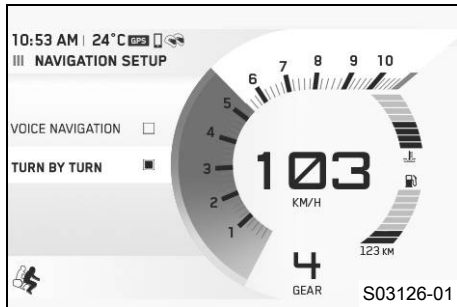 10:53 AM | 24°C GPS
III NAVIGATION SETUP
VOICE NAVIGATION
TURN BY TURN
1
2
3
4
5
6
7
8
9
10
103
KM/H
123 KM
4
GEAR
S03126-01